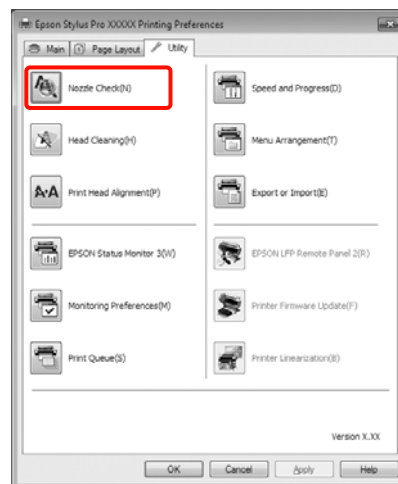 Epson Stylus Pro XXXXX Printing Preferences
Main
Page Layout
Utility
Nozzle Check(N)
Speed and Progress(D)
Head Cleaning(H)
Menu Arrangement(T)
A·A Print Head Alignment(P)
Export or Import(E)
EPSON Status Monitor 3(W)
EPSON LFP Remote Panel 2(R)
Monitoring Preferences(M)
Printer Firmware Update(F)
Print Queue(S)
Printer Linearization(B)
Version X.XX
OK
Cancel
Apply
Help